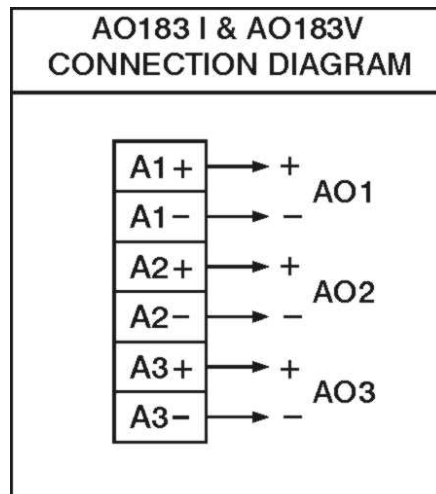 AO183 I & AO183V
CONNECTION DIAGRAM
A1+ +
AO1
A1− −
A2+ +
AO2
A2− −
A3+ +
AO3
A3− −